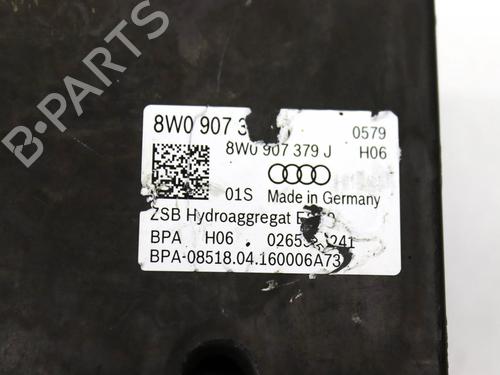 8W0 907 3
0579
8W0 907 379 J H06
01S Made in Germany
ZSB Hydroaggregat
BPA H06
BPA-08518.04.160006A73
B-PARTS